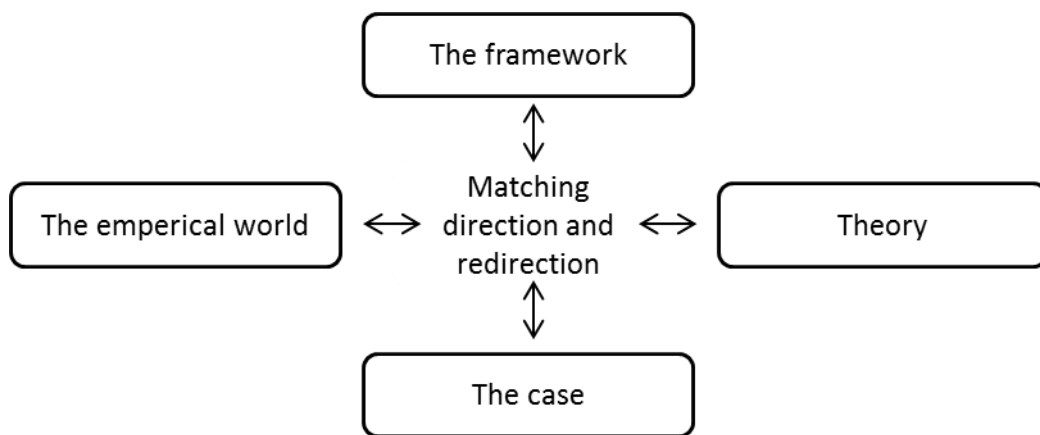 The framework
Matching
The emperical world
direction and
Theory
redirection
The case